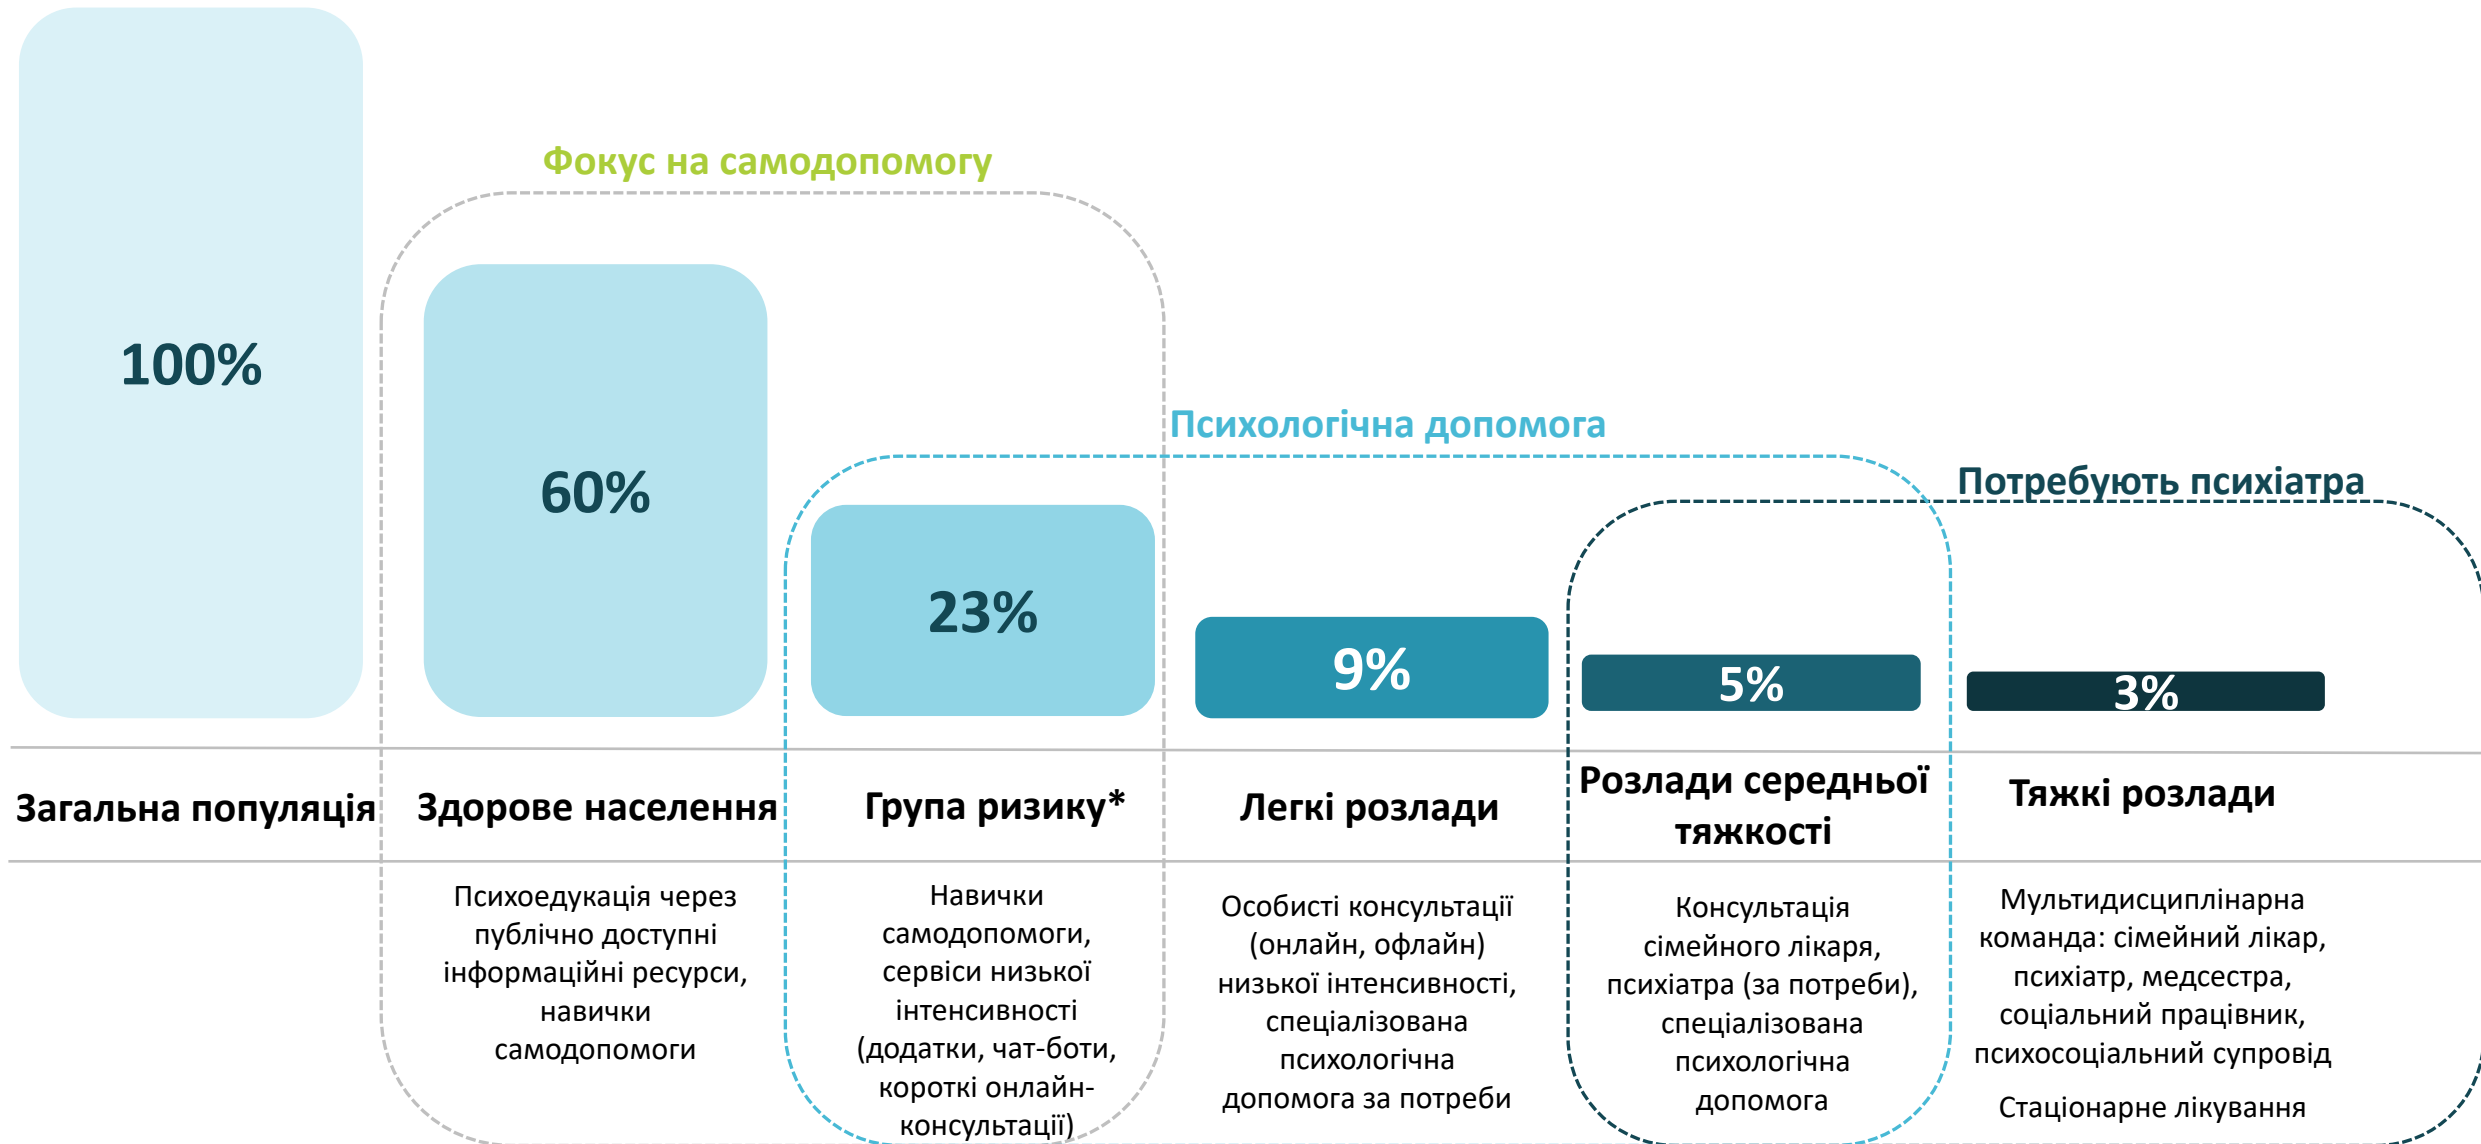 Фокус на самодопомогу
Психологічна допомога
Потребують психіатра
100%
60%
23%
9%
5%
3%
Загальна популяція
Здорове населення
Група ризику*
Легкі розлади
Розлади середньої
тяжкості
Тяжкі розлади
Психоедукація через
публічно доступні
інформаційні ресурси,
навички
самодопомоги
Навички
самодопомоги,
сервіси низької
інтенсивності
(додатки, чат-боти,
короткі онлайн-
консультації)
Особисті консультації
(онлайн, офлайн)
низької інтенсивності,
спеціалізована
психологічна
допомога за потреби
Консультація
сімейного лікаря,
психіатра (за потреби),
спеціалізована
психологічна
допомога
Мультидисциплінарна
команда: сімейний лікар,
психіатр, медсестра,
соціальний працівник,
психосоціальний супровід
Стаціонарне лікування